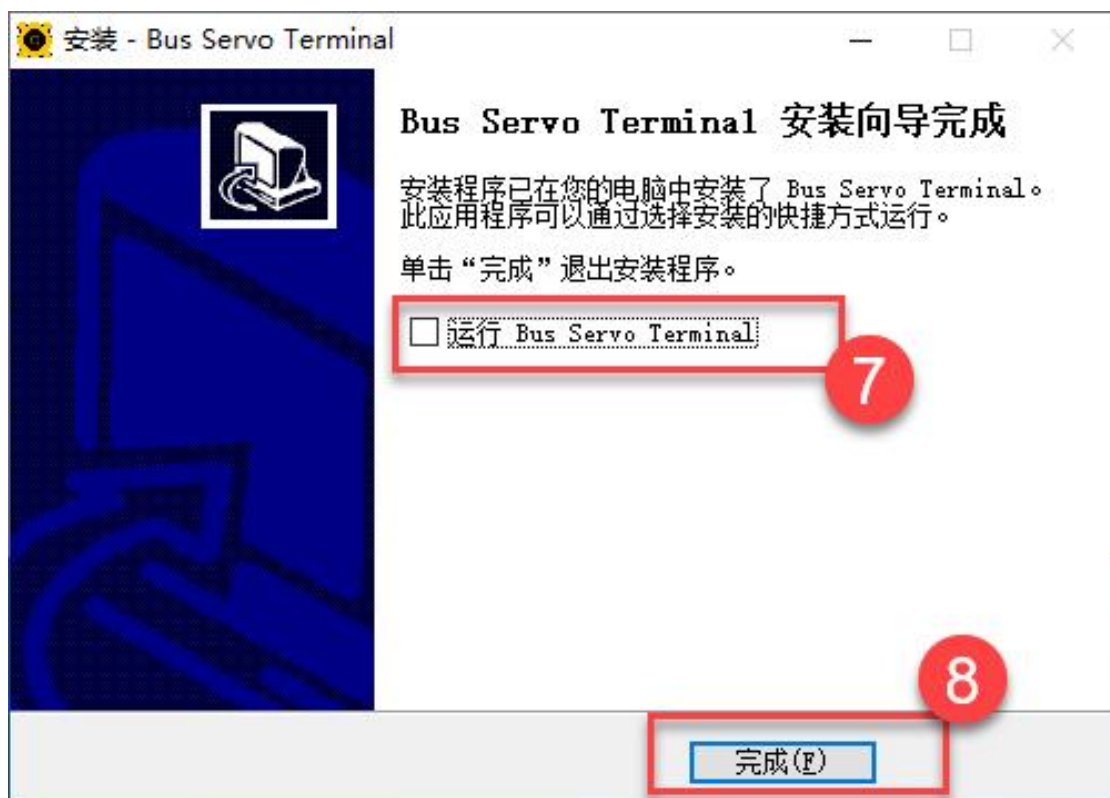 安装 - Bus Servo Terminal
Bus Servo Terminal 安装向导完成
安装程序已在您的电脑中安装了 Bus Servo Terminal。
此应用程序可以通过选择安装的快捷方式运行。
单击“完成”退出安装程序。
运行 Bus Servo Terminal
7
8
完成(F)